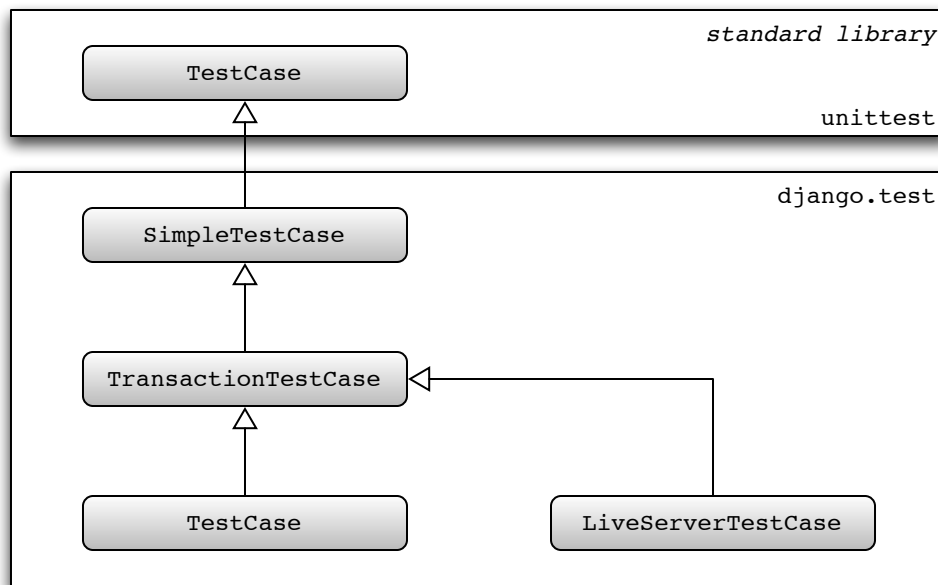 standard library
TestCase
unittest
django.test
SimpleTestCase
TransactionTestCase
TestCase
LiveServerTestCase